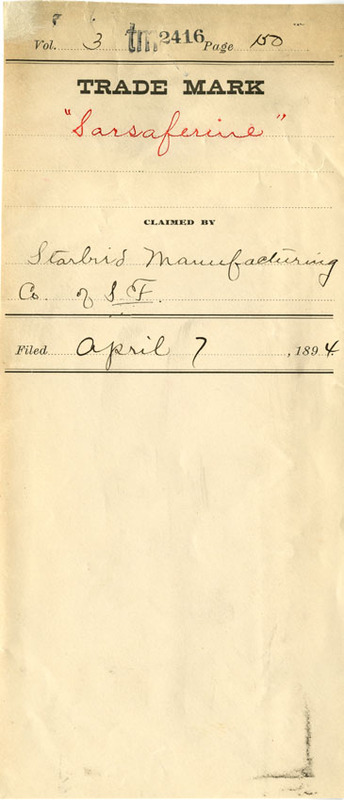 Vol. 3 tm 2416 Page 150
TRADE MARK
"Sarsaferine"
CLAIMED BY
Starbird Manufacturing
Co. of S.F.
Filed April 7, 1894.